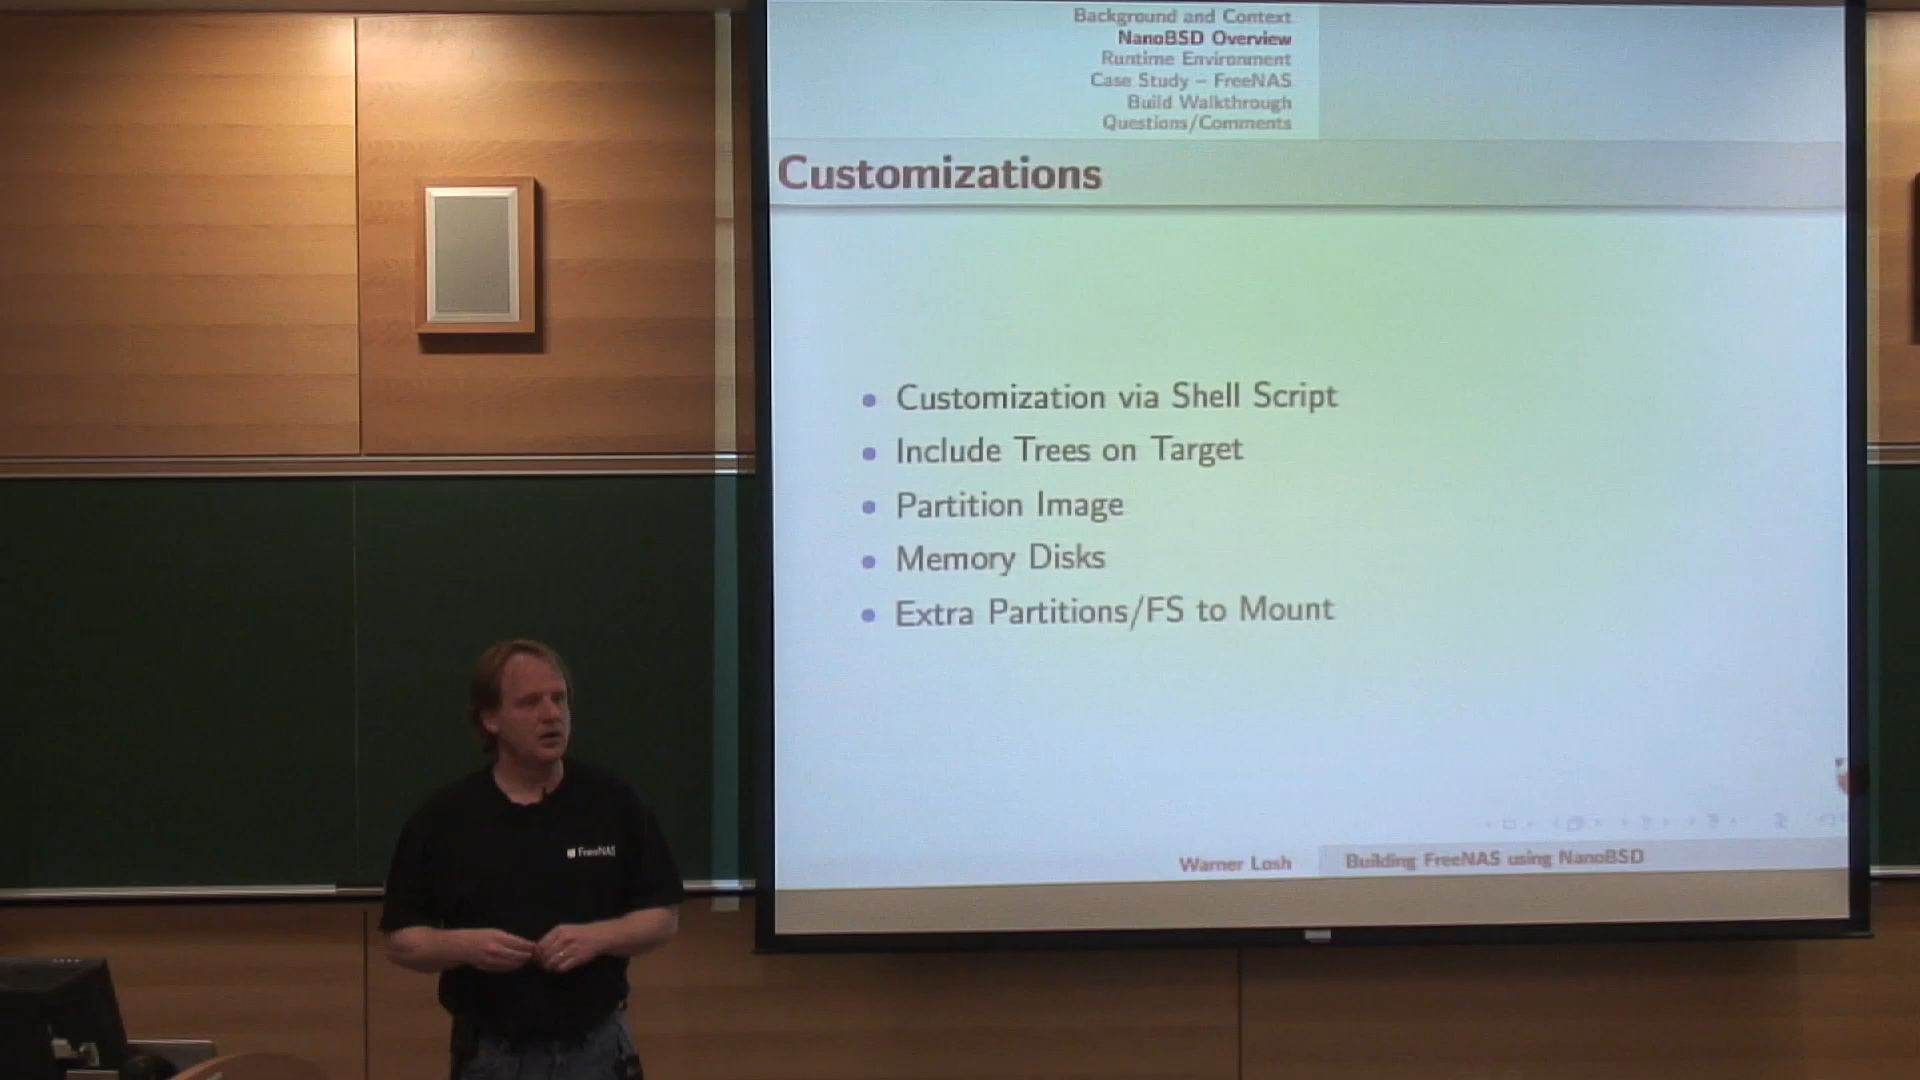 Background and Context
NanoBSD Overview
Runtime Environment
Case Study – FreeNAS
Build Walkthrough
Questions/Comments
Customizations
Customization via Shell Script
Include Trees on Target
Partition Image
Memory Disks
Extra Partitions/FS to Mount
Warner Losh
Building FreeNAS using NanoBSD
FreeNAS